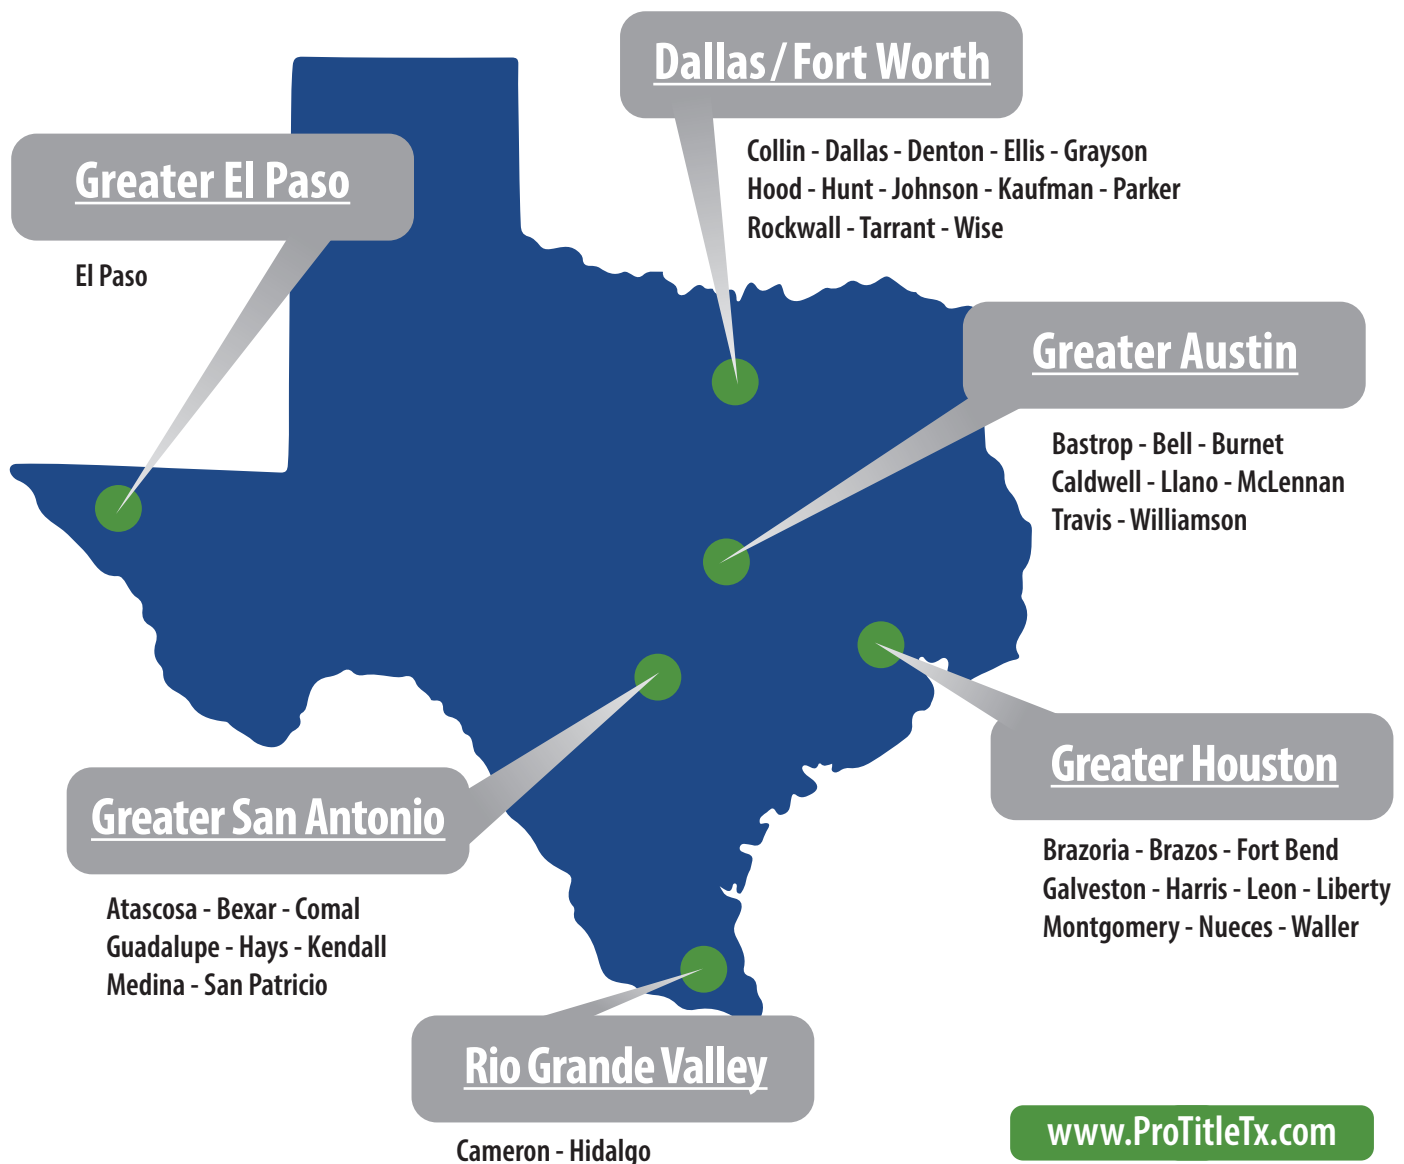 Dallas / Fort Worth
Collin - Dallas - Denton - Ellis - Grayson
Hood - Hunt - Johnson - Kaufman - Parker
Rockwall - Tarrant - Wise
Greater El Paso
El Paso
Greater Austin
Bastrop - Bell - Burnet
Caldwell - Llano - McLennan
Travis - Williamson
Greater San Antonio
Atascosa - Bexar - Comal
Guadalupe - Hays - Kendall
Medina - San Patricio
Greater Houston
Brazoria - Brazos - Fort Bend
Galveston - Harris - Leon - Liberty
Montgomery - Nueces - Waller
Rio Grande Valley
Cameron - Hidalgo
www.ProTitleTx.com